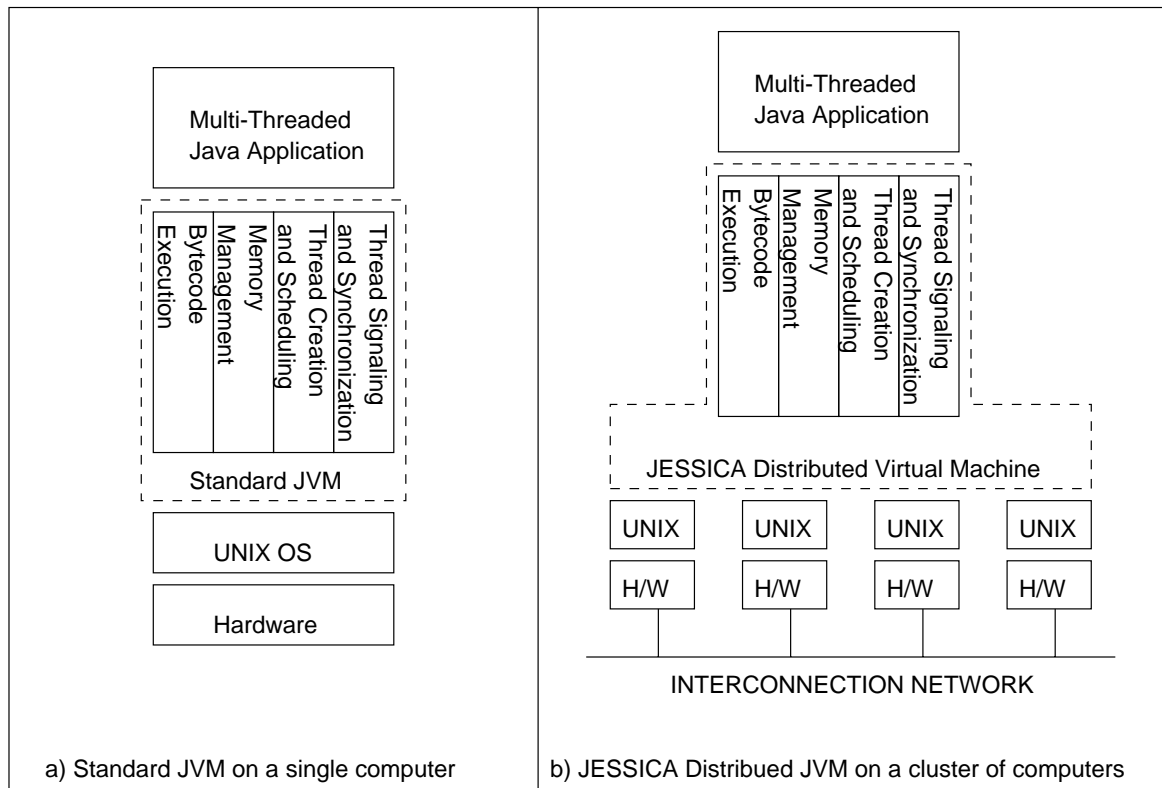 Multi-Threaded
Java Application
Bytecode
Execution
Memory
Management
Thread Creation
and Scheduling
Thread Signaling
and Synchronization
Standard JVM
UNIX OS
Hardware
a) Standard JVM on a single computer
Multi-Threaded
Java Application
Bytecode
Execution
Memory
Management
Thread Creation
and Scheduling
Thread Signaling
and Synchronization
JESSICA Distributed Virtual Machine
UNIX UNIX UNIX UNIX
H/W H/W H/W H/W
INTERCONNECTION NETWORK
b) JESSICA Distribued JVM on a cluster of computers